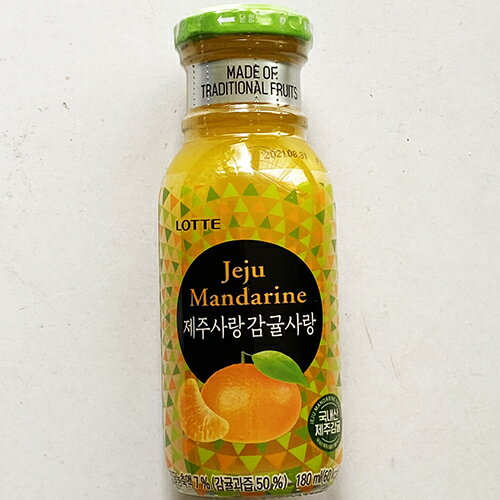 MADE OF
TRADITIONAL FRUITS
2021.08.31
LOTTE
Jeju
Mandarine
제주사랑 감귤사랑
국내산
제주감귤
7% (감귤과즙 50%) 180 ml